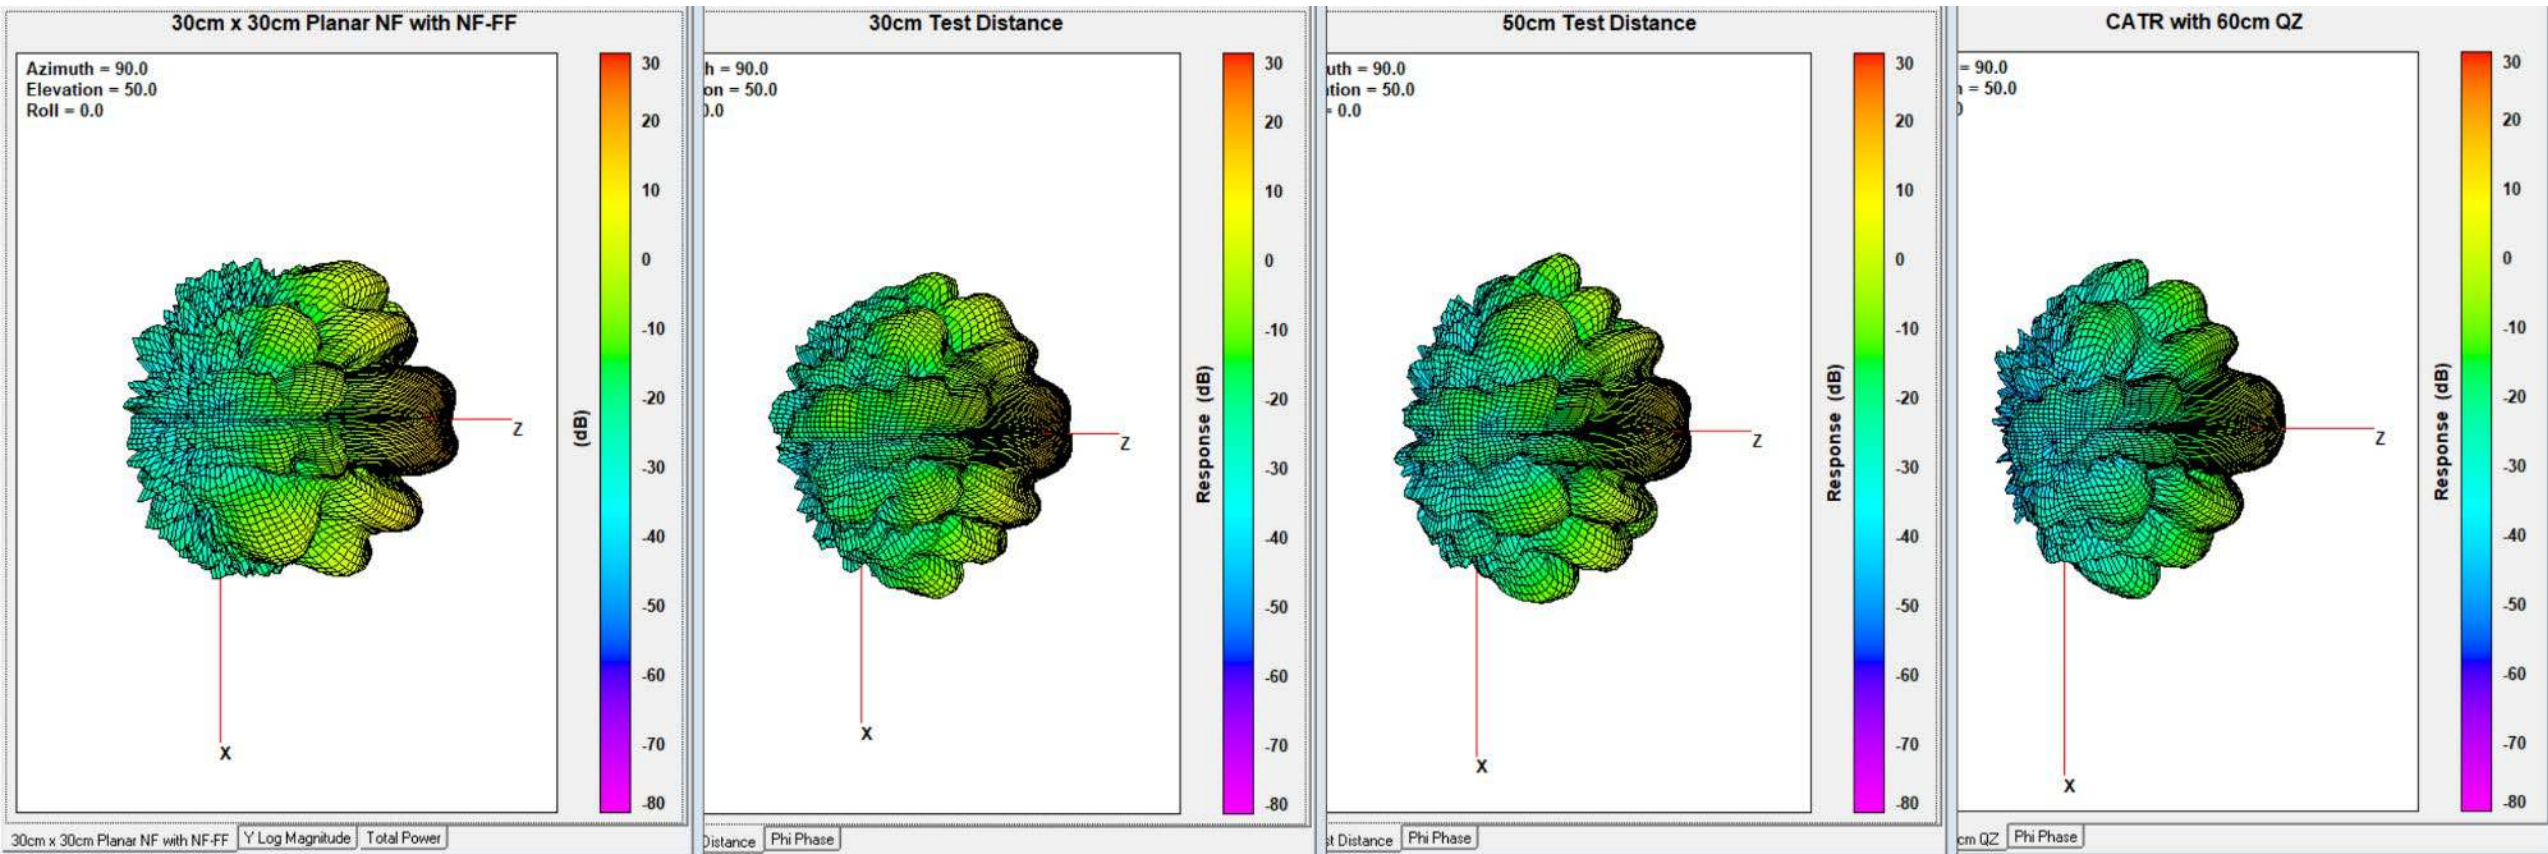 30cm x 30cm Planar NF with NF-FF
Azimuth = 90.0
Elevation = 50.0
Roll = 0.0
30
20
10
0
-10
-20
-30
-40
-50
-60
-70
-80
(dB)
Z
X
30cm x 30cm Planar NF with NF-FF
Y Log Magnitude
Total Power
30cm Test Distance
h = 90.0
on = 50.0
0.0
30
20
10
0
-10
-20
-30
-40
-50
-60
-70
-80
Response (dB)
Z
X
Distance
Phi Phase
50cm Test Distance
uth = 90.0
tion = 50.0
= 0.0
30
20
10
0
-10
-20
-30
-40
-50
-60
-70
-80
Response (dB)
Z
X
st Distance
Phi Phase
CATR with 60cm QZ
= 90.0
= 50.0
30
20
10
0
-10
-20
-30
-40
-50
-60
-70
-80
Response (dB)
Z
X
cm QZ
Phi Phase